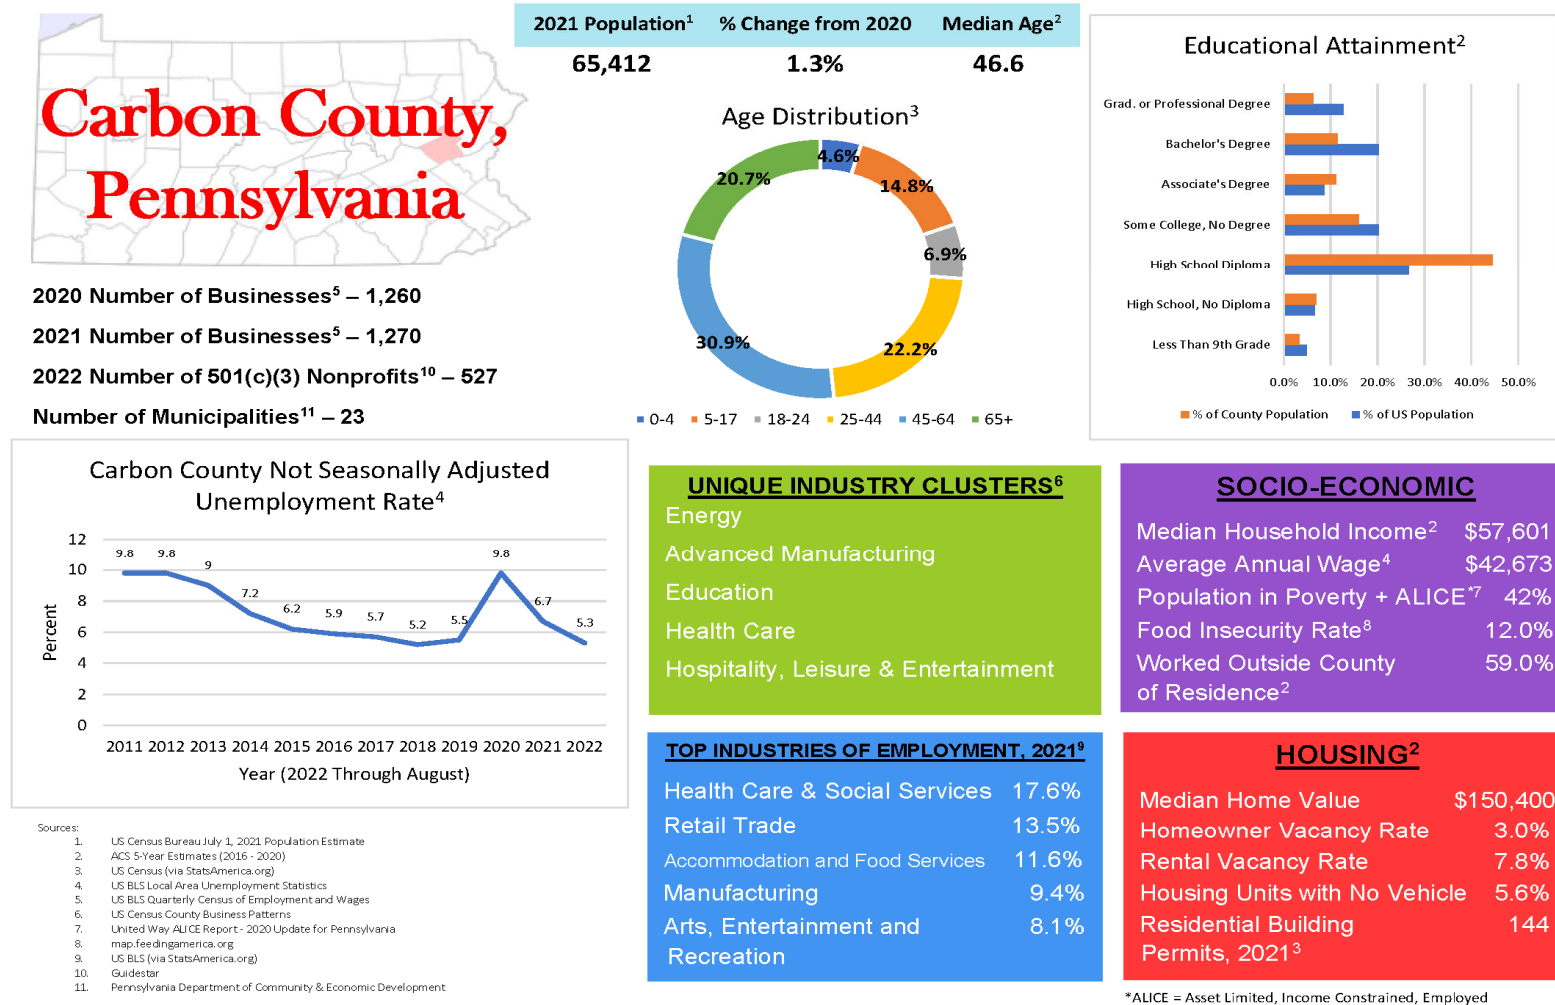 Carbon County,
Pennsylvania
2021 Population¹ % Change from 2020 Median Age²
65,412 1.3% 46.6
2020 Number of Businesses⁵ – 1,260
2021 Number of Businesses⁵ – 1,270
2022 Number of 501(c)(3) Nonprofits¹⁰ – 527
Number of Municipalities¹¹ – 23
Age Distribution³
4.6%
14.8%
6.9%
22.2%
30.9%
20.7%
0-4 5-17 18-24 25-44 45-64 65+
Educational Attainment²
Grad. or Professional Degree
Bachelor's Degree
Associate's Degree
Some College, No Degree
High School Diploma
High School, No Diploma
Less Than 9th Grade
0.0% 10.0% 20.0% 30.0% 40.0% 50.0%
% of County Population % of US Population
Carbon County Not Seasonally Adjusted
Unemployment Rate⁴
Percent
12
10
8
6
4
2
0
9.8 9.8 9 7.2 6.2 5.9 5.7 5.2 5.5 9.8 6.7 5.3
2011 2012 2013 2014 2015 2016 2017 2018 2019 2020 2021 2022
Year (2022 Through August)
UNIQUE INDUSTRY CLUSTERS⁶
Energy
Advanced Manufacturing
Education
Health Care
Hospitality, Leisure & Entertainment
SOCIO-ECONOMIC
Median Household Income² $57,601
Average Annual Wage⁴ $42,673
Population in Poverty + ALICE*⁷ 42%
Food Insecurity Rate⁸ 12.0%
Worked Outside County 59.0%
of Residence²
TOP INDUSTRIES OF EMPLOYMENT, 2021⁹
Health Care & Social Services 17.6%
Retail Trade 13.5%
Accommodation and Food Services 11.6%
Manufacturing 9.4%
Arts, Entertainment and 8.1%
Recreation
HOUSING²
Median Home Value $150,400
Homeowner Vacancy Rate 3.0%
Rental Vacancy Rate 7.8%
Housing Units with No Vehicle 5.6%
Residential Building 144
Permits, 2021³
*ALICE = Asset Limited, Income Constrained, Employed
Sources:
1. US Census Bureau July 1, 2021 Population Estimate
2. ACS 5-Year Estimates (2016 - 2020)
3. US Census (via StatsAmerica.org)
4. US BLS Local Area Unemployment Statistics
5. US BLS Quarterly Census of Employment and Wages
6. US Census County Business Patterns
7. United Way ALICE Report - 2020 Update for Pennsylvania
8. map.feedingamerica.org
9. US BLS (via StatsAmerica.org)
10. Guidestar
11. Pennsylvania Department of Community & Economic Development